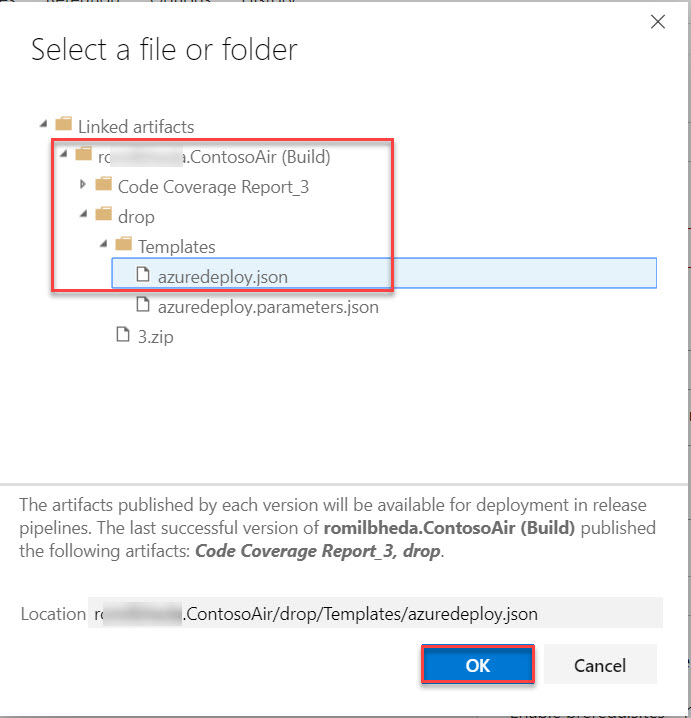 Select a file or folder
Linked artifacts
.ContosoAir (Build)
Code Coverage Report_3
drop
Templates
azuredeploy.json
azuredeploy.parameters.json
3.zip
The artifacts published by each version will be available for deployment in release
pipelines. The last successful version of romilbheda.ContosoAir (Build) published
the following artifacts: Code Coverage Report_3, drop.
Location
.ContosoAir/drop/Templates/azuredeploy.json
OK
Cancel